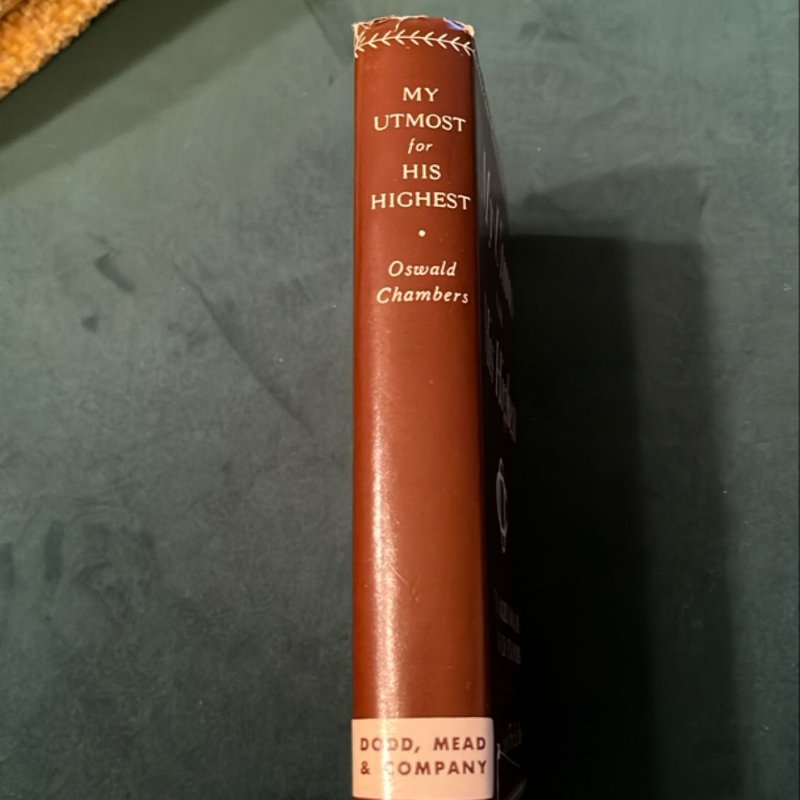 MY
UTMOST
for
HIS
HIGHEST
Oswald
Chambers
DODD, MEAD
& COMPANY